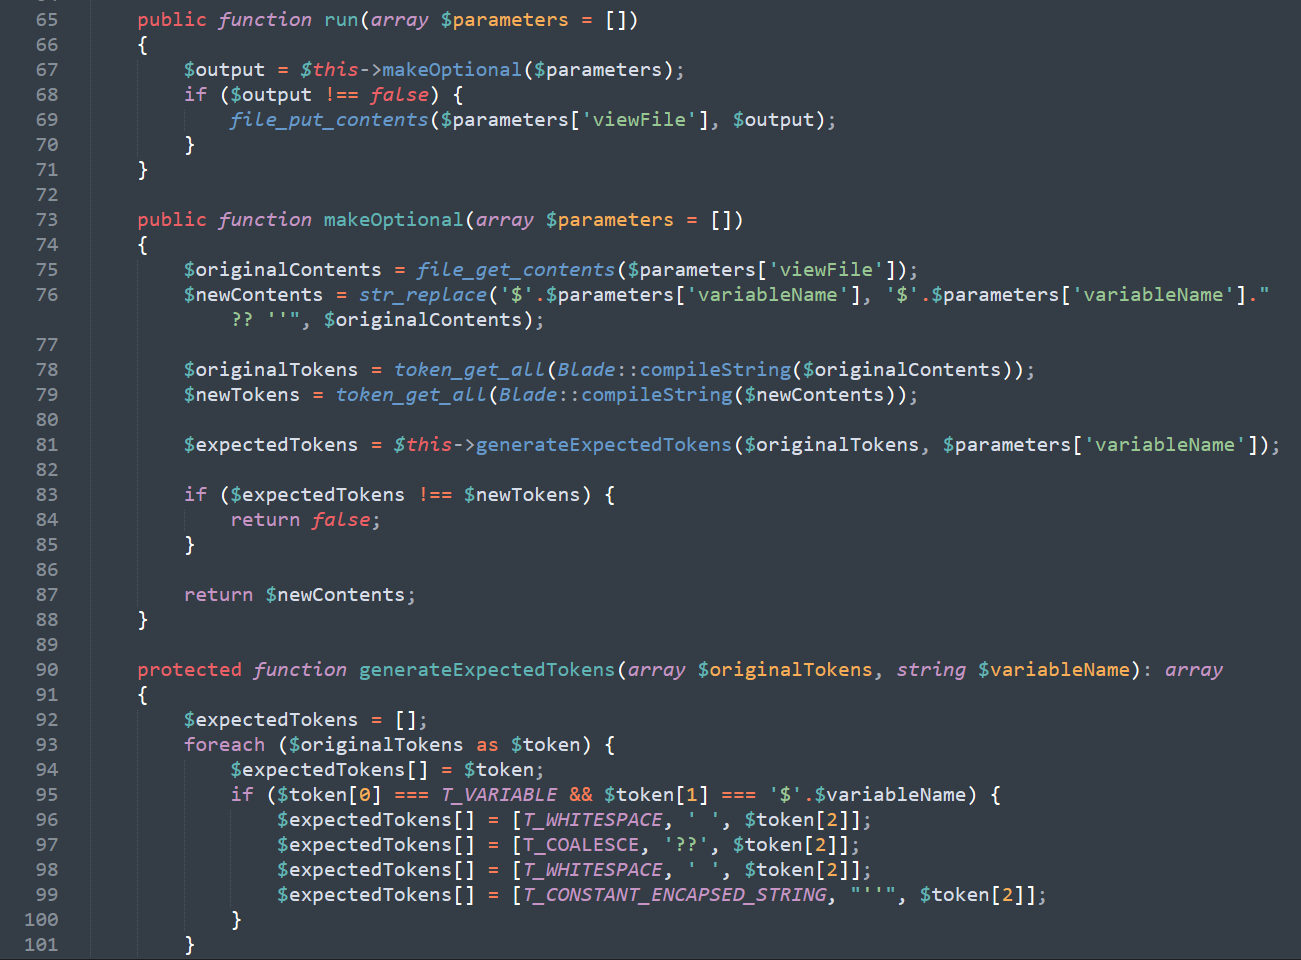 65 public function run(array $parameters = [])
66 {
67 $output = $this->makeOptional($parameters);
68 if ($output !== false) {
69 file_put_contents($parameters['viewFile'], $output);
70 }
71 }
72
73 public function makeOptional(array $parameters = [])
74 {
75 $originalContents = file_get_contents($parameters['viewFile']);
76 $newContents = str_replace('$'.$parameters['variableName'], '$'.$parameters['variableName']."
?? ''", $originalContents);
77
78 $originalTokens = token_get_all(Blade::compileString($originalContents));
79 $newTokens = token_get_all(Blade::compileString($newContents));
80
81 $expectedTokens = $this->generateExpectedTokens($originalTokens, $parameters['variableName']);
82
83 if ($expectedTokens !== $newTokens) {
84 return false;
85 }
86
87 return $newContents;
88 }
89
90 protected function generateExpectedTokens(array $originalTokens, string $variableName): array
91 {
92 $expectedTokens = [];
93 foreach ($originalTokens as $token) {
94 $expectedTokens[] = $token;
95 if ($token[0] === T_VARIABLE && $token[1] === '$'.$variableName) {
96 $expectedTokens[] = [T_WHITESPACE, ' ', $token[2]];
97 $expectedTokens[] = [T_COALESCE, '??', $token[2]];
98 $expectedTokens[] = [T_WHITESPACE, ' ', $token[2]];
99 $expectedTokens[] = [T_CONSTANT_ENCAPSED_STRING, "''", $token[2]];
100 }
101 }